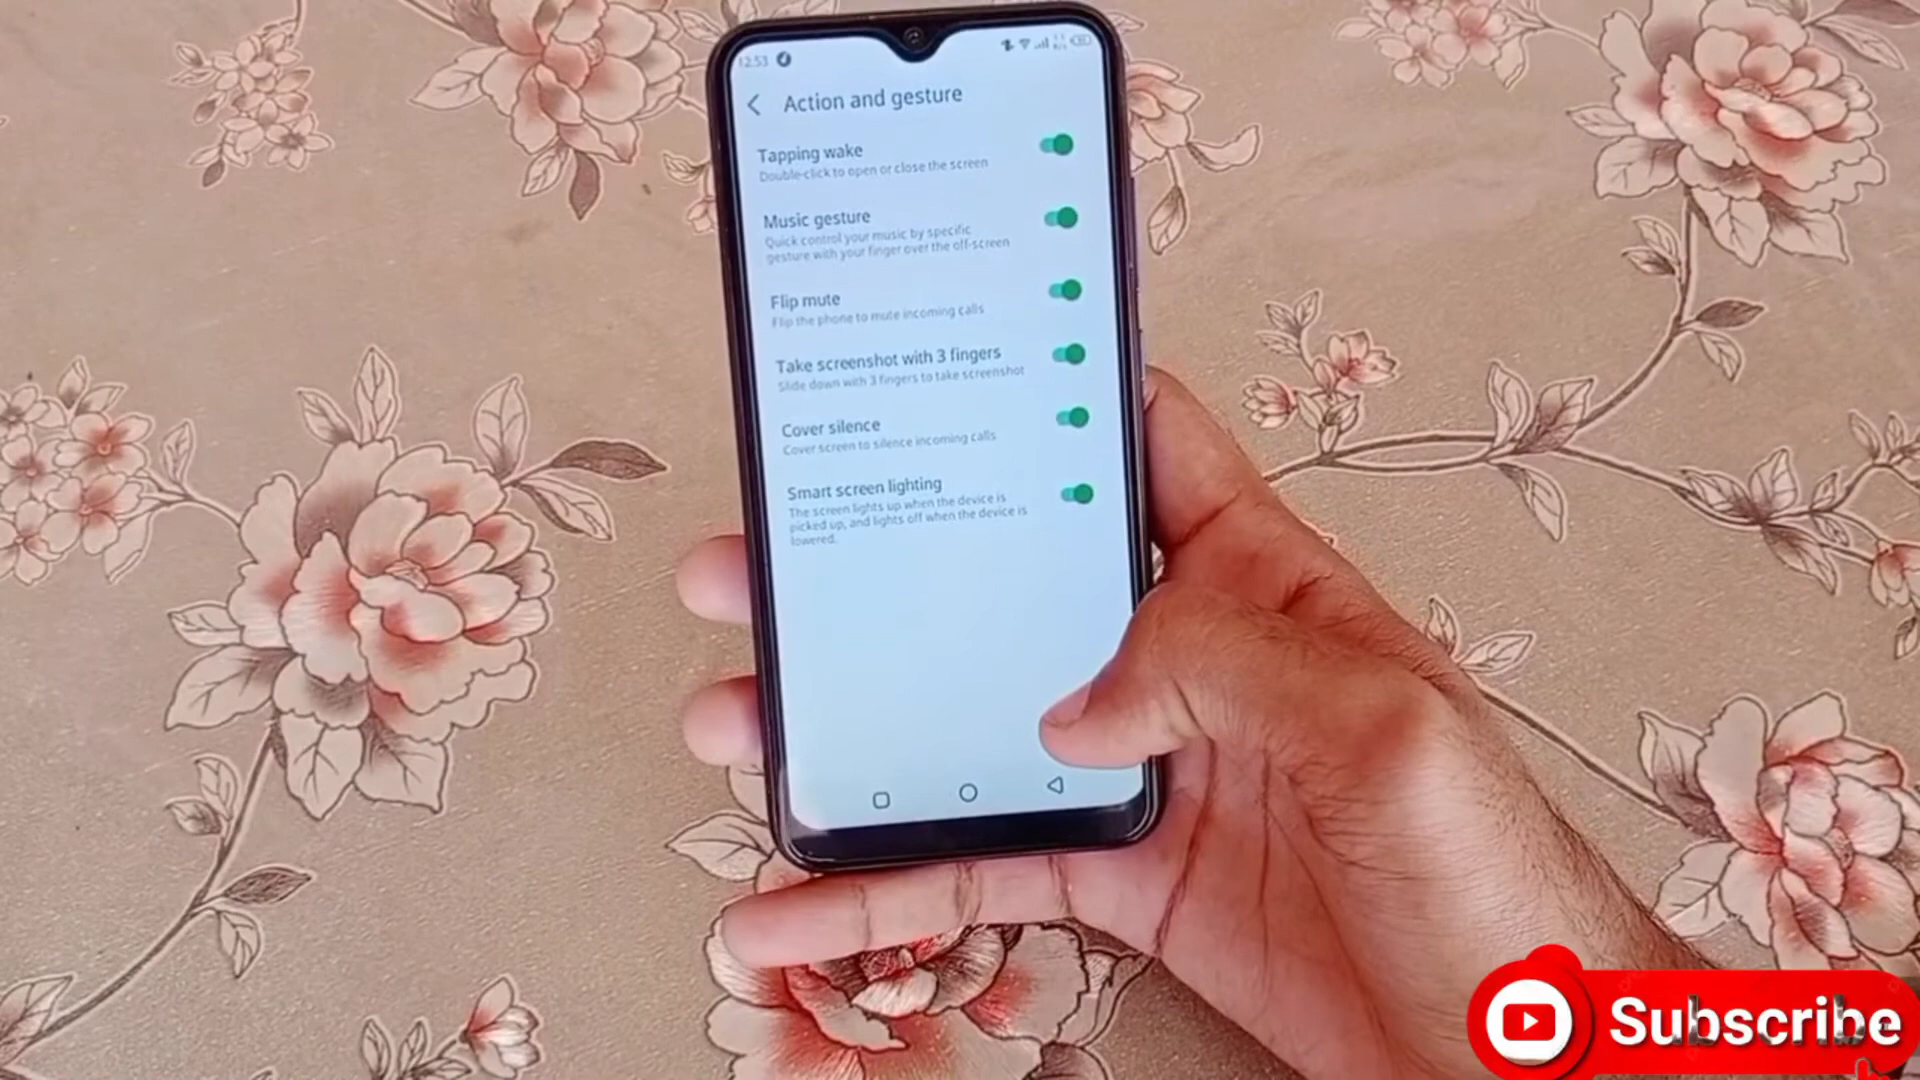 12:53
Action and gesture
Tapping wake
Double-click to open or close the screen
Music gesture
Quick control your music by specific
gesture with your finger over the off-screen
Flip mute
Flip the phone to mute incoming calls
Take screenshot with 3 fingers
Slide down with 3 fingers to take screenshot
Cover silence
Cover screen to silence incoming calls
Smart screen lighting
The screen lights up when the device is
picked up, and lights off when the device is
lowered.
Subscribe